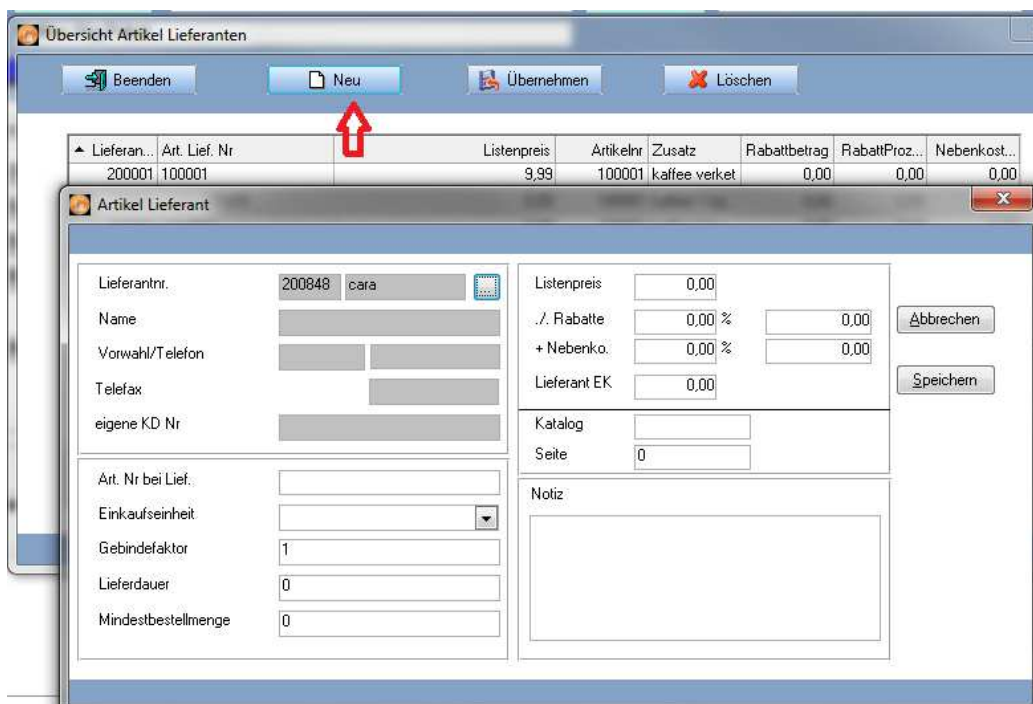 Übersicht Artikel Lieferanten
Beenden Neu Übernehmen Löschen
Lieferan... Art. Lief. Nr Listenpreis Artikelnr Zusatz Rabattbetrag RabattProz... Nebenkost...
200001 100001 9,99 100001 kaffee verket 0,00 0,00 0,00
Artikel Lieferant
Lieferantnr. 200848 cara ...
Name
Vorwahl/Telefon
Telefax
eigene KD Nr
Art. Nr bei Lief.
Einkaufseinheit
Gebindefaktor 1
Lieferdauer 0
Mindestbestellmenge 0
Listenpreis 0,00
./. Rabatte 0,00 % 0,00
+ Nebenko. 0,00 % 0,00
Lieferant EK 0,00
Katalog
Seite 0
Notiz
Abbrechen
Speichern